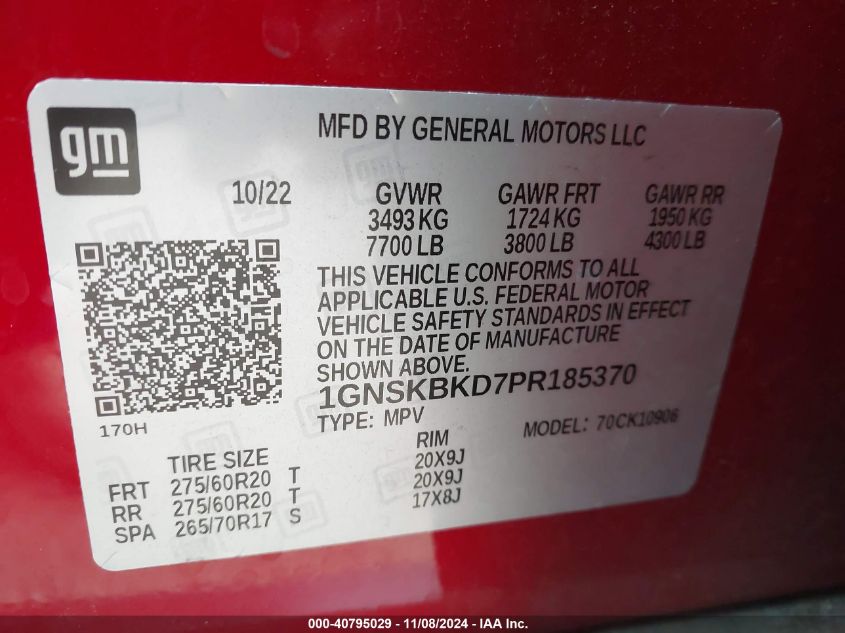 gm
MFD BY GENERAL MOTORS LLC
10/22 GVWR GAWR FRT GAWR RR
3493 KG 1724 KG 1950 KG
7700 LB 3800 LB 4300 LB
THIS VEHICLE CONFORMS TO ALL
APPLICABLE U.S. FEDERAL MOTOR
VEHICLE SAFETY STANDARDS IN EFFECT
ON THE DATE OF MANUFACTURE
SHOWN ABOVE.
1GNSKBKD7PR185370
170H
TYPE: MPV MODEL: 70CK10906
TIRE SIZE RIM
FRT 275/60R20 T 20X9J
RR 275/60R20 T 20X9J
SPA 265/70R17 S 17X8J
000-40795029 - 11/08/2024 - IAA Inc.